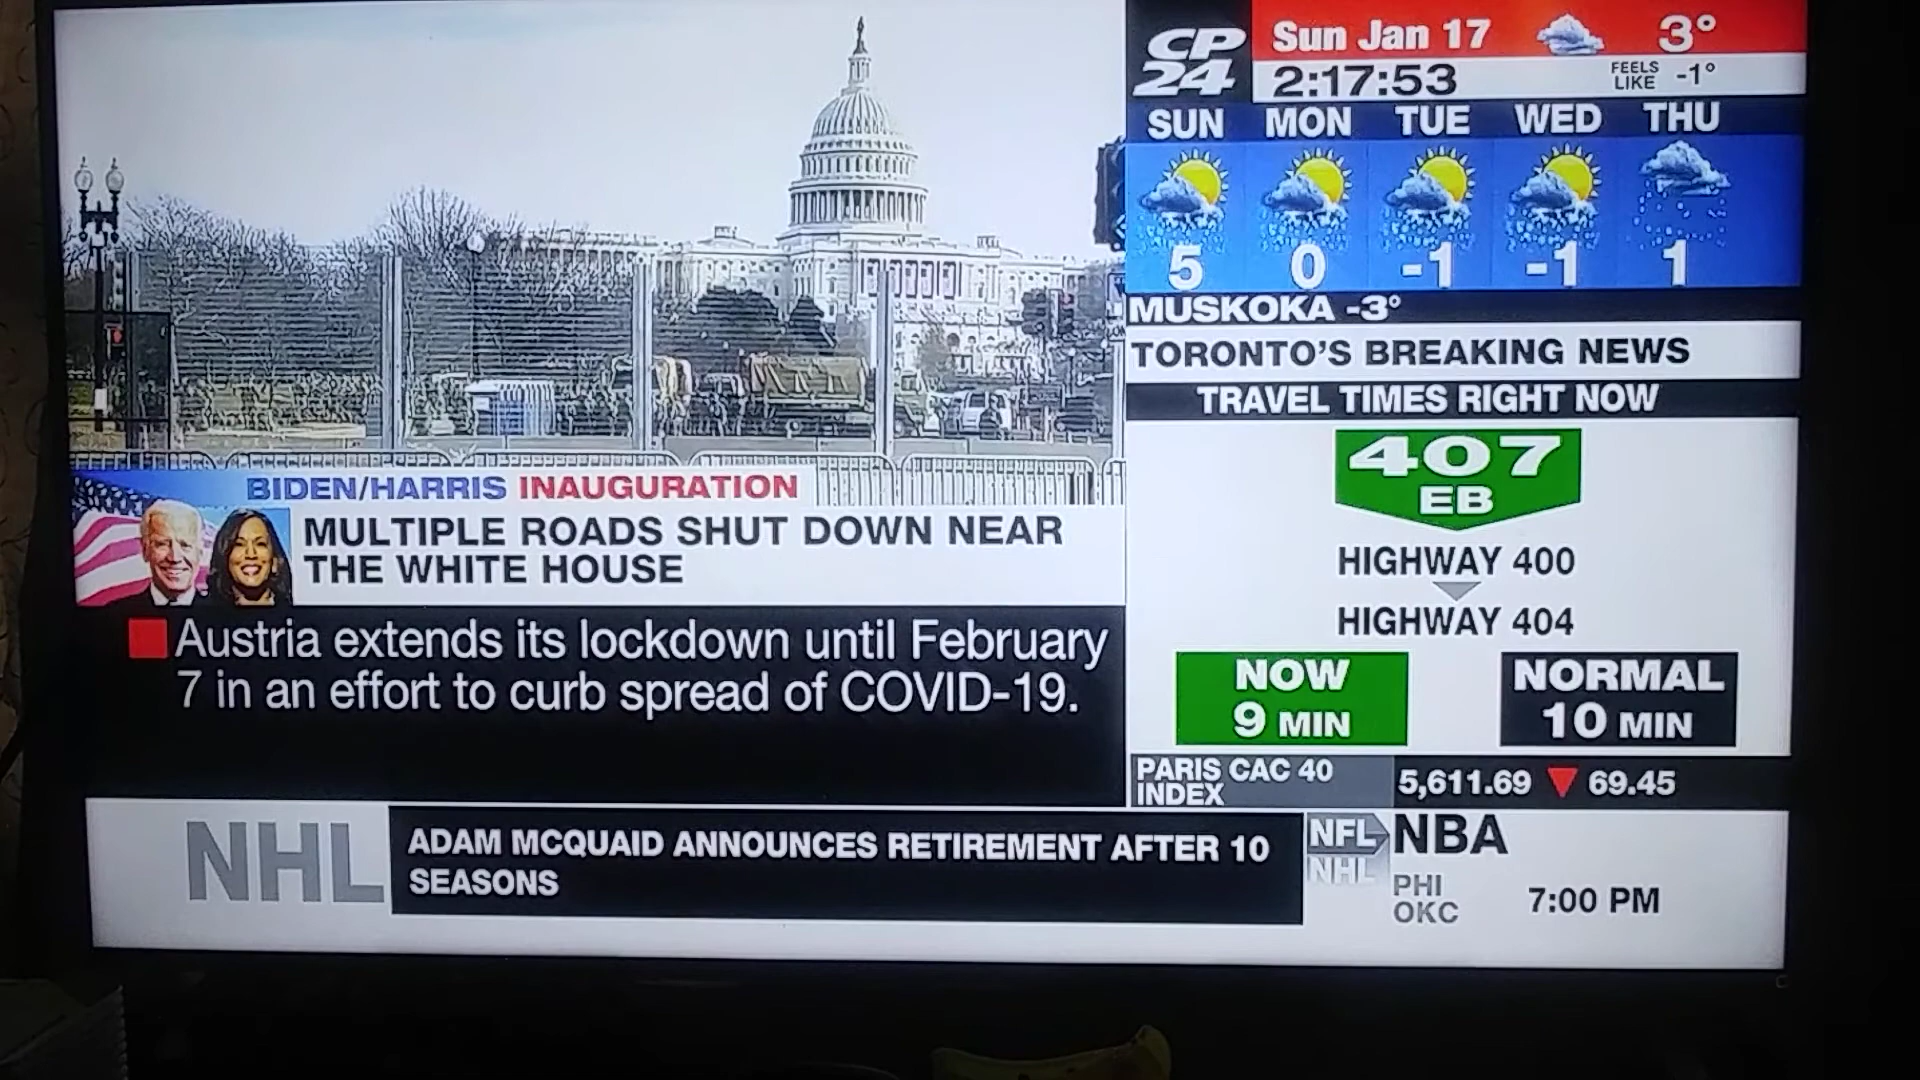 CP
24
Sun Jan 17
3°
2:17:53
FEELS
LIKE
-1°
SUN MON TUE WED THU
5 0 -1 -1 1
MUSKOKA -3°
TORONTO'S BREAKING NEWS
TRAVEL TIMES RIGHT NOW
407
EB
HIGHWAY 400
HIGHWAY 404
NOW
9 MIN
NORMAL
10 MIN
PARIS CAC 40
INDEX
5,611.69 69.45
BIDEN/HARRIS INAUGURATION
MULTIPLE ROADS SHUT DOWN NEAR
THE WHITE HOUSE
Austria extends its lockdown until February
7 in an effort to curb spread of COVID-19.
NHL
ADAM MCQUAID ANNOUNCES RETIREMENT AFTER 10
SEASONS
NFL
NHL
NBA
PHI
OKC
7:00 PM